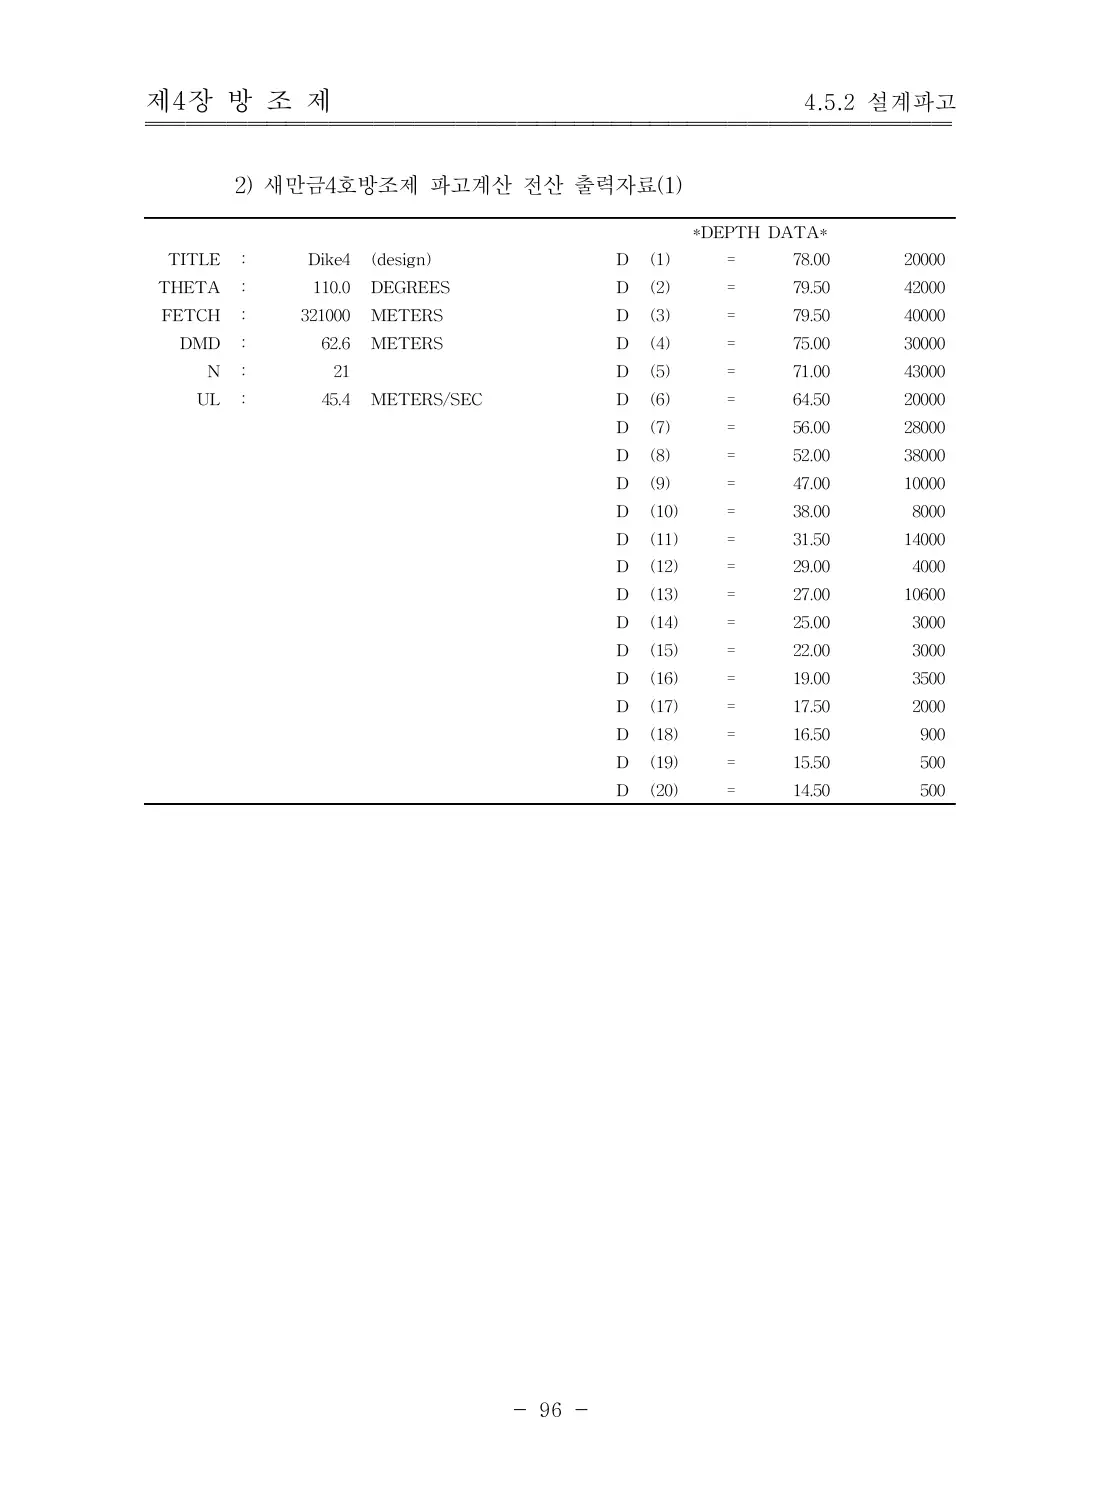 제4장 방 조 제 4.5.2 설계파고
2) 새만금4호방조제 파고계산 전산 출력자료(1)
*DEPTH DATA*
TITLE : Dike4 (design) D (1) = 78.00 20000
THETA : 110.0 DEGREES D (2) = 79.50 42000
FETCH : 321000 METERS D (3) = 79.50 40000
DMD : 62.6 METERS D (4) = 75.00 30000
N : 21 D (5) = 71.00 43000
UL : 45.4 METERS/SEC D (6) = 64.50 20000
D (7) = 56.00 28000
D (8) = 52.00 38000
D (9) = 47.00 10000
D (10) = 38.00 8000
D (11) = 31.50 14000
D (12) = 29.00 4000
D (13) = 27.00 10600
D (14) = 25.00 3000
D (15) = 22.00 3000
D (16) = 19.00 3500
D (17) = 17.50 2000
D (18) = 16.50 900
D (19) = 15.50 500
D (20) = 14.50 500
- 96 -